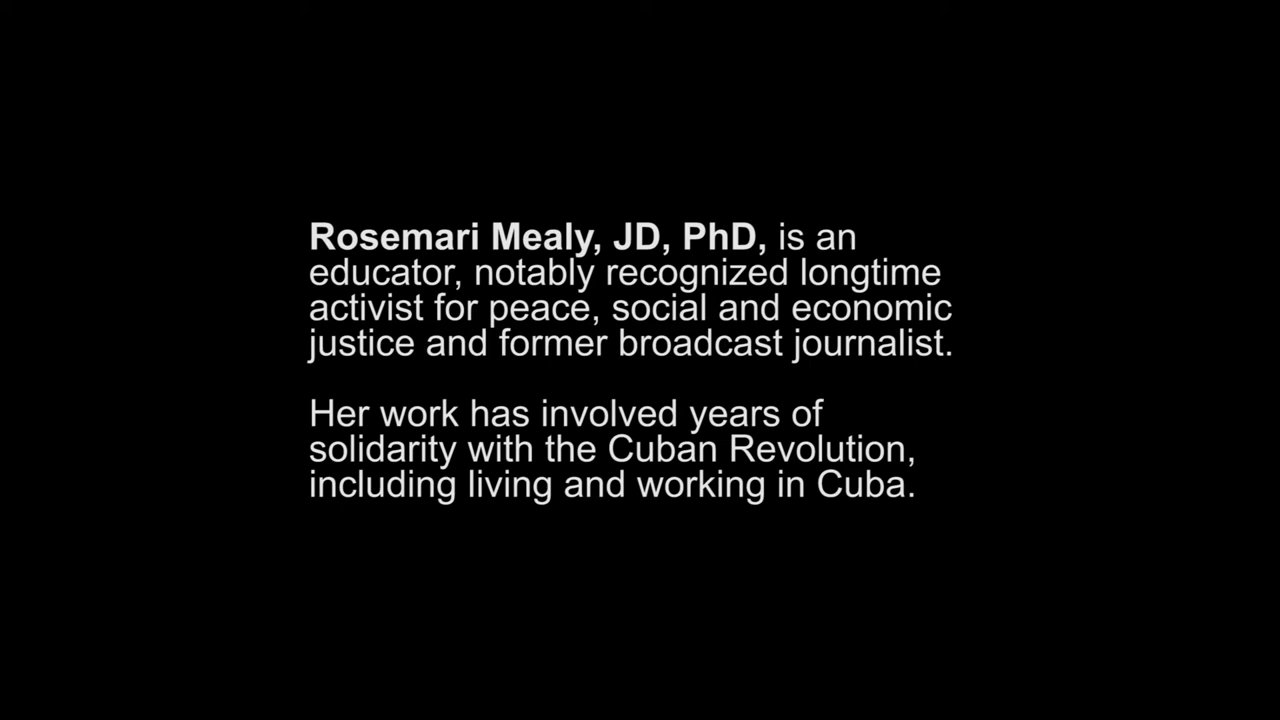 Rosemari Mealy, JD, PhD, is an
educator, notably recognized longtime
activist for peace, social and economic
justice and former broadcast journalist.
Her work has involved years of
solidarity with the Cuban Revolution,
including living and working in Cuba.